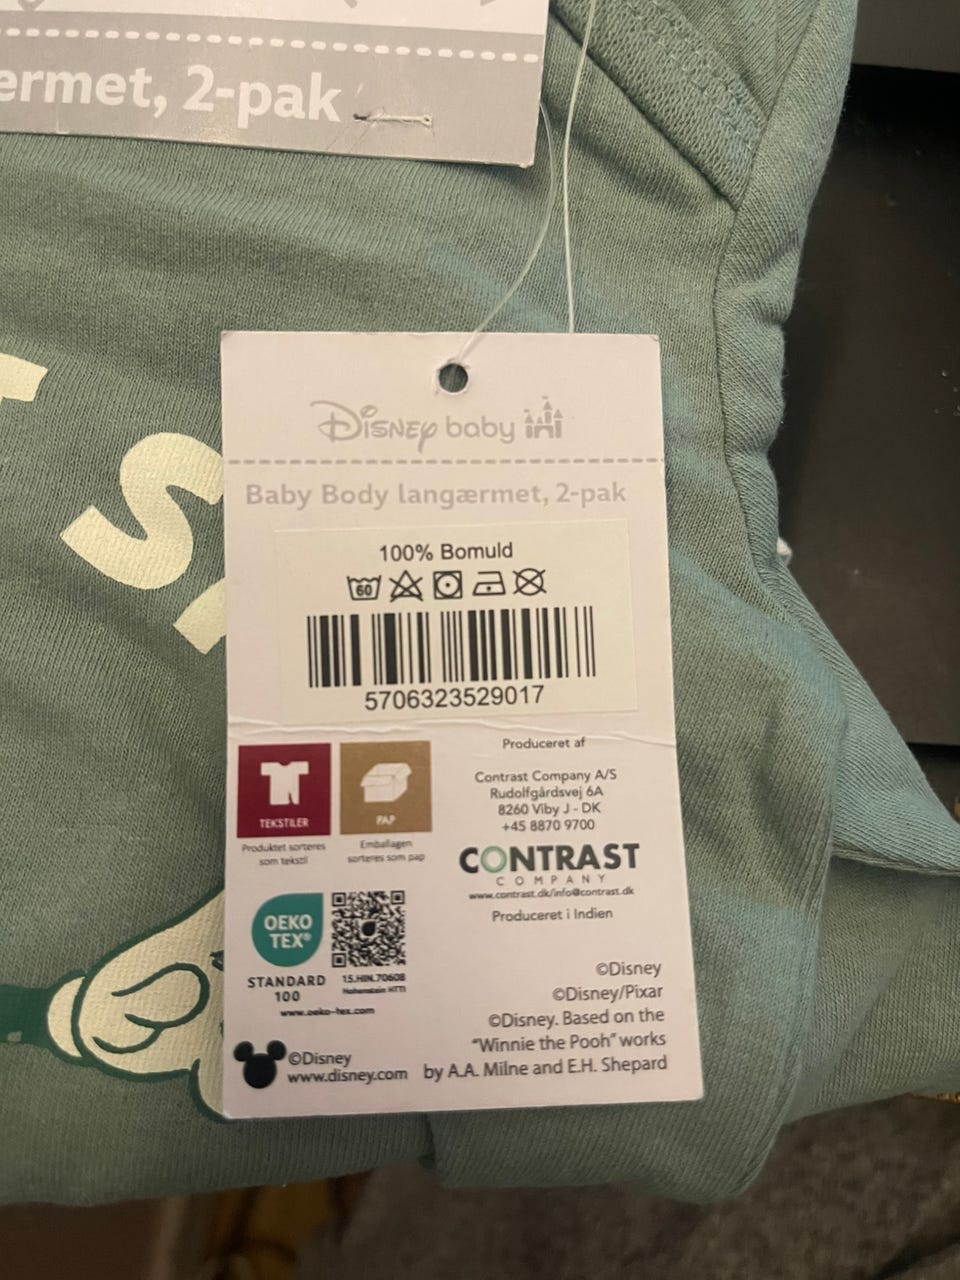 ermet, 2-pak
Disney baby
Baby Body langærmet, 2-pak
100% Bomuld
60
5706323529017
TEKSTILER
PAP
Produktet sorteres
som tekstil
Emballagen
sorteres som pap
Produceret af
Contrast Company A/S
Rudolfgårdsvej 6A
8260 Viby J - DK
+45 8870 9700
CONTRAST
COMPANY
www.contrast.dk/info@contrast.dk
Produceret i Indien
OEKO
TEX®
STANDARD
100
15.HIN.70608
Hohenstein HTTI
www.oeko-tex.com
©Disney
www.disney.com
©Disney
©Disney/Pixar
©Disney. Based on the
"Winnie the Pooh" works
by A.A. Milne and E.H. Shepard